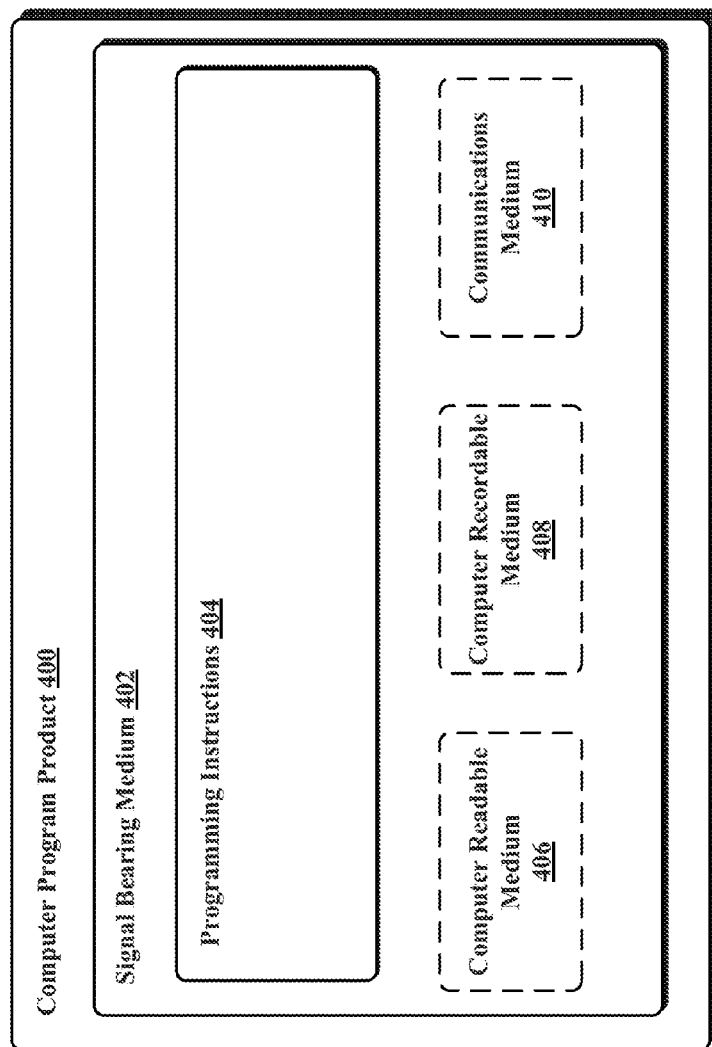 Computer Program Product 400
Signal Bearing Medium 402
Programming Instructions 404
Computer Readable
Medium
406
Computer Recordable
Medium
408
Communications
Medium
410